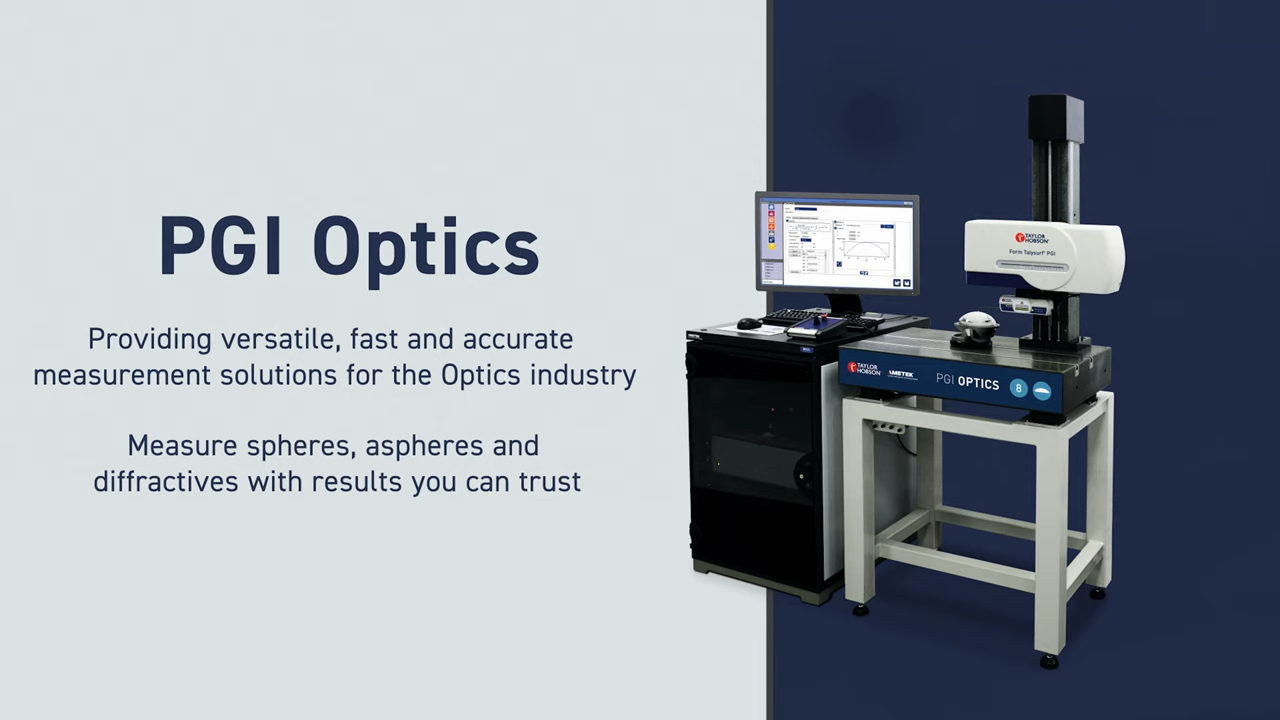 PGI Optics
Providing versatile, fast and accurate
measurement solutions for the Optics industry
Measure spheres, aspheres and
diffractives with results you can trust
TAYLOR
HOBSON
Form Talysurf® PGI
TAYLOR
HOBSON
AMETEK
PGI OPTICS 8